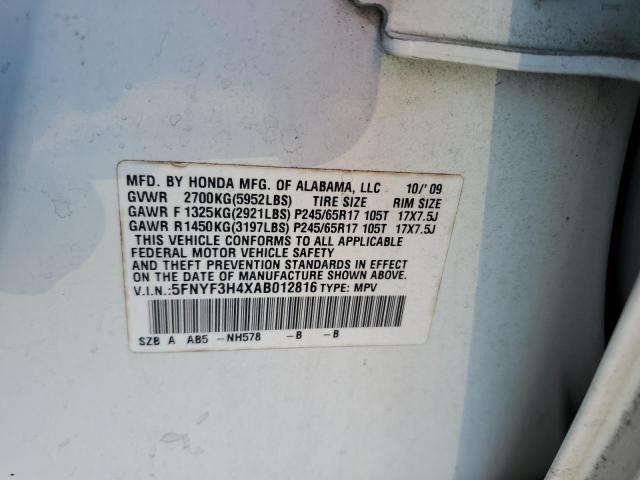 MFD. BY HONDA MFG. OF ALABAMA, LLC 10/'09
GVWR 2700KG(5952LBS) TIRE SIZE RIM SIZE
GAWR F 1325KG(2921LBS) P245/65R17 105T 17X7.5J
GAWR R1450KG(3197LBS) P245/65R17 105T 17X7.5J
THIS VEHICLE CONFORMS TO ALL APPLICABLE
FEDERAL MOTOR VEHICLE SAFETY
AND THEFT PREVENTION STANDARDS IN EFFECT
ON THE DATE OF MANUFACTURE SHOWN ABOVE.
V.I.N.:5FNYF3H4XAB012816 TYPE: MPV
SZB A AB5 -NH578 -B -B